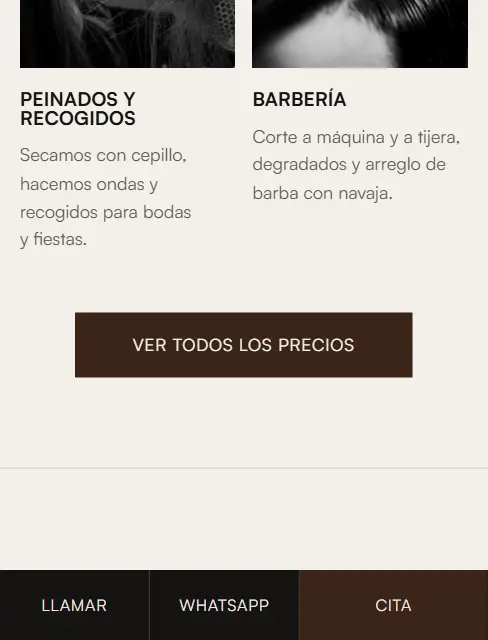 PEINADOS Y
RECOGIDOS
Secamos con cepillo,
hacemos ondas y
recogidos para bodas
y fiestas.
BARBERÍA
Corte a máquina y a tijera,
degradados y arreglo de
barba con navaja.
VER TODOS LOS PRECIOS
LLAMAR
WHATSAPP
CITA